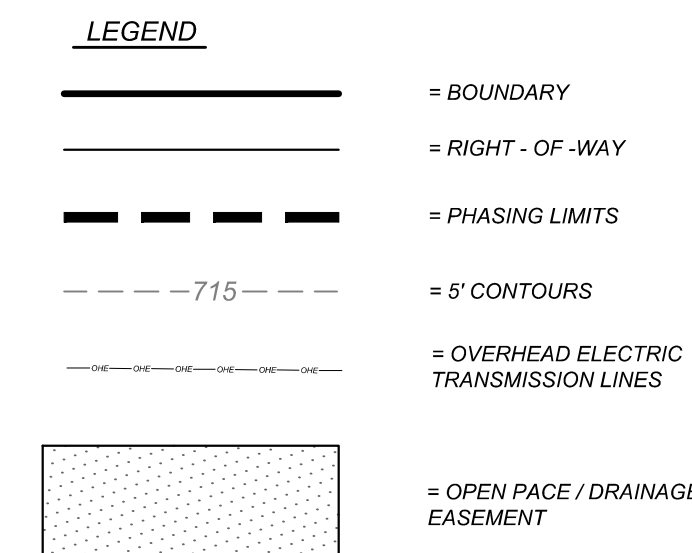 LEGEND
= BOUNDARY
= RIGHT - OF -WAY
= PHASING LIMITS
715
= 5' CONTOURS
OHE OHE OHE OHE OHE OHE
= OVERHEAD ELECTRIC
TRANSMISSION LINES
= OPEN PACE / DRAINAGE
EASEMENT